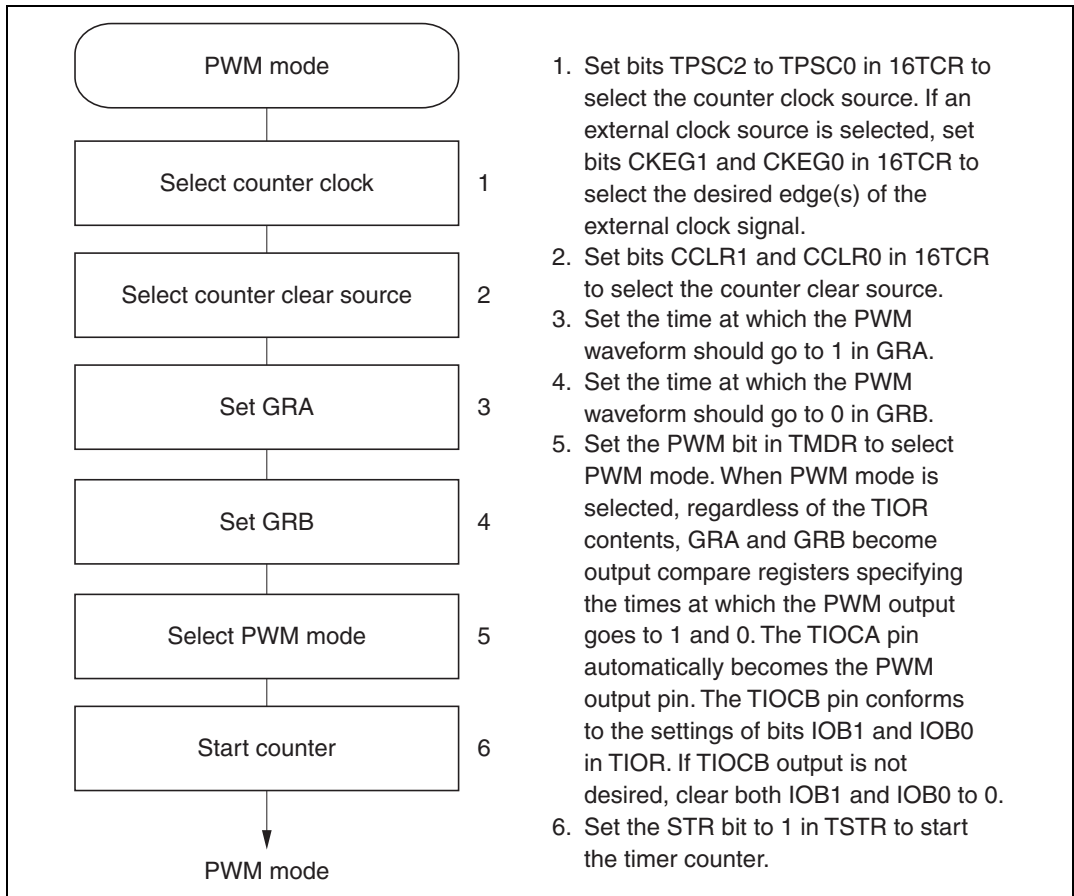 PWM mode
Select counter clock
1
Select counter clear source
2
Set GRA
3
Set GRB
4
Select PWM mode
5
Start counter
6
PWM mode
1. Set bits TPSC2 to TPSC0 in 16TCR to
select the counter clock source. If an
external clock source is selected, set
bits CKEG1 and CKEG0 in 16TCR to
select the desired edge(s) of the
external clock signal.
2. Set bits CCLR1 and CCLR0 in 16TCR
to select the counter clear source.
3. Set the time at which the PWM
waveform should go to 1 in GRA.
4. Set the time at which the PWM
waveform should go to 0 in GRB.
5. Set the PWM bit in TMDR to select
PWM mode. When PWM mode is
selected, regardless of the TIOR
contents, GRA and GRB become
output compare registers specifying
the times at which the PWM output
goes to 1 and 0. The TIOCA pin
automatically becomes the PWM
output pin. The TIOCB pin conforms
to the settings of bits IOB1 and IOB0
in TIOR. If TIOCB output is not
desired, clear both IOB1 and IOB0 to 0.
6. Set the STR bit to 1 in TSTR to start
the timer counter.